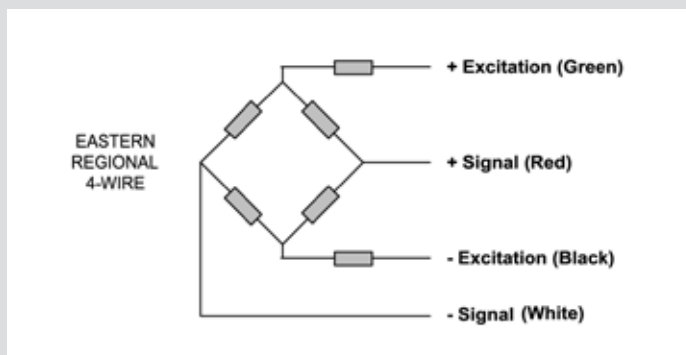 + Excitation (Green)
EASTERN
REGIONAL
4-WIRE
+ Signal (Red)
- Excitation (Black)
- Signal (White)